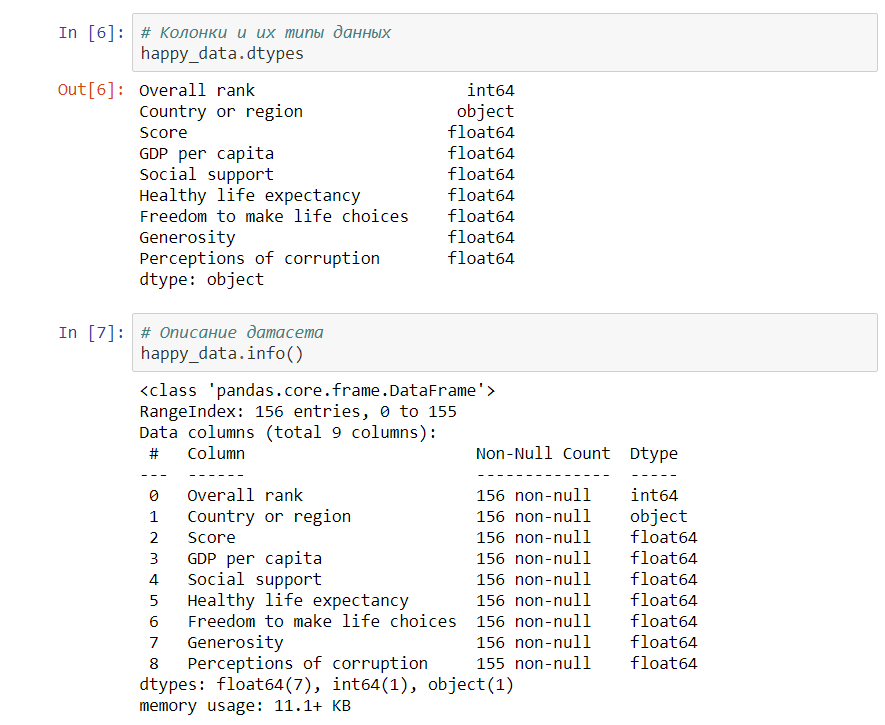 In [6]: # Колонки и их типы данных
happy_data.dtypes
Out[6]: Overall rank int64
Country or region object
Score float64
GDP per capita float64
Social support float64
Healthy life expectancy float64
Freedom to make life choices float64
Generosity float64
Perceptions of corruption float64
dtype: object
In [7]: # Описание датасета
happy_data.info()
<class 'pandas.core.frame.DataFrame'>
RangeIndex: 156 entries, 0 to 155
Data columns (total 9 columns):
# Column Non-Null Count Dtype
--- ------ -------------- -----
0 Overall rank 156 non-null int64
1 Country or region 156 non-null object
2 Score 156 non-null float64
3 GDP per capita 156 non-null float64
4 Social support 156 non-null float64
5 Healthy life expectancy 156 non-null float64
6 Freedom to make life choices 156 non-null float64
7 Generosity 156 non-null float64
8 Perceptions of corruption 155 non-null float64
dtypes: float64(7), int64(1), object(1)
memory usage: 11.1+ KB